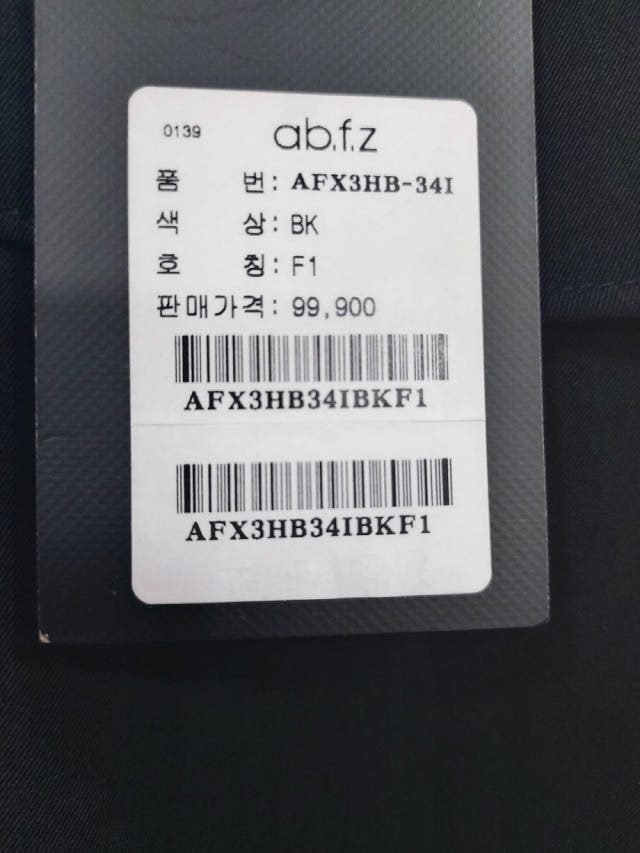 0139 ab.f.z
품 번: AFX3HB-34I
색 상: BK
호 칭: F1
판매가격: 99,900
AFX3HB34IBKF1
AFX3HB34IBKF1